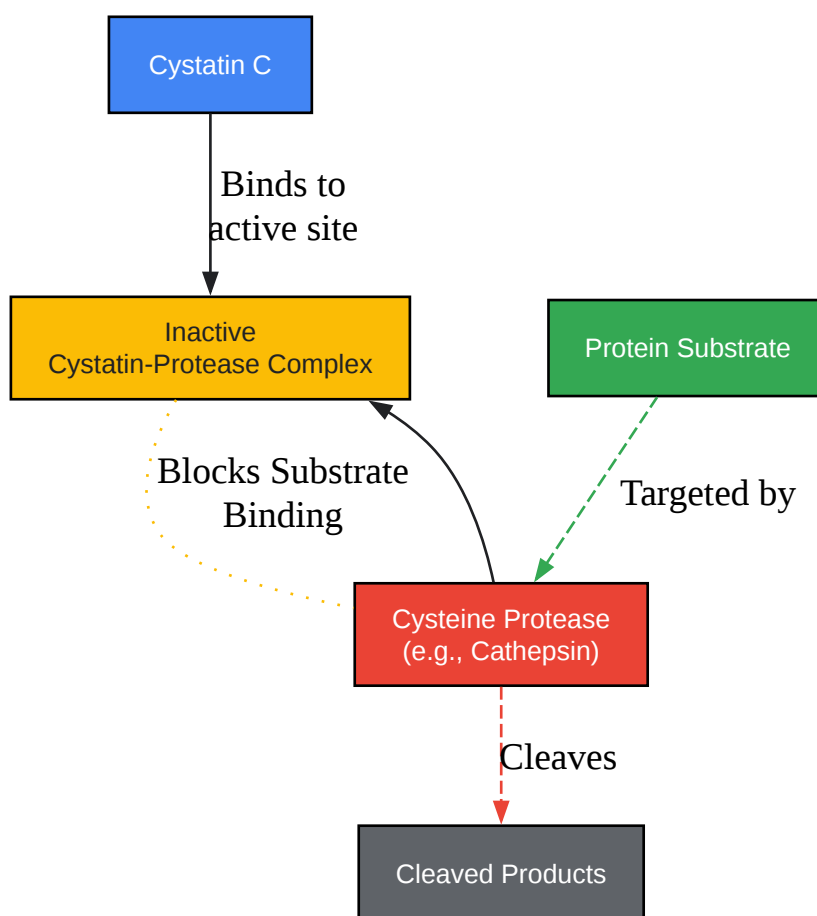 Cystatin C
Binds to
active site
Inactive
Cystatin-Protease Complex
Protein Substrate
Blocks Substrate
Binding
Targeted by
Cysteine Protease
(e.g., Cathepsin)
Cleaves
Cleaved Products